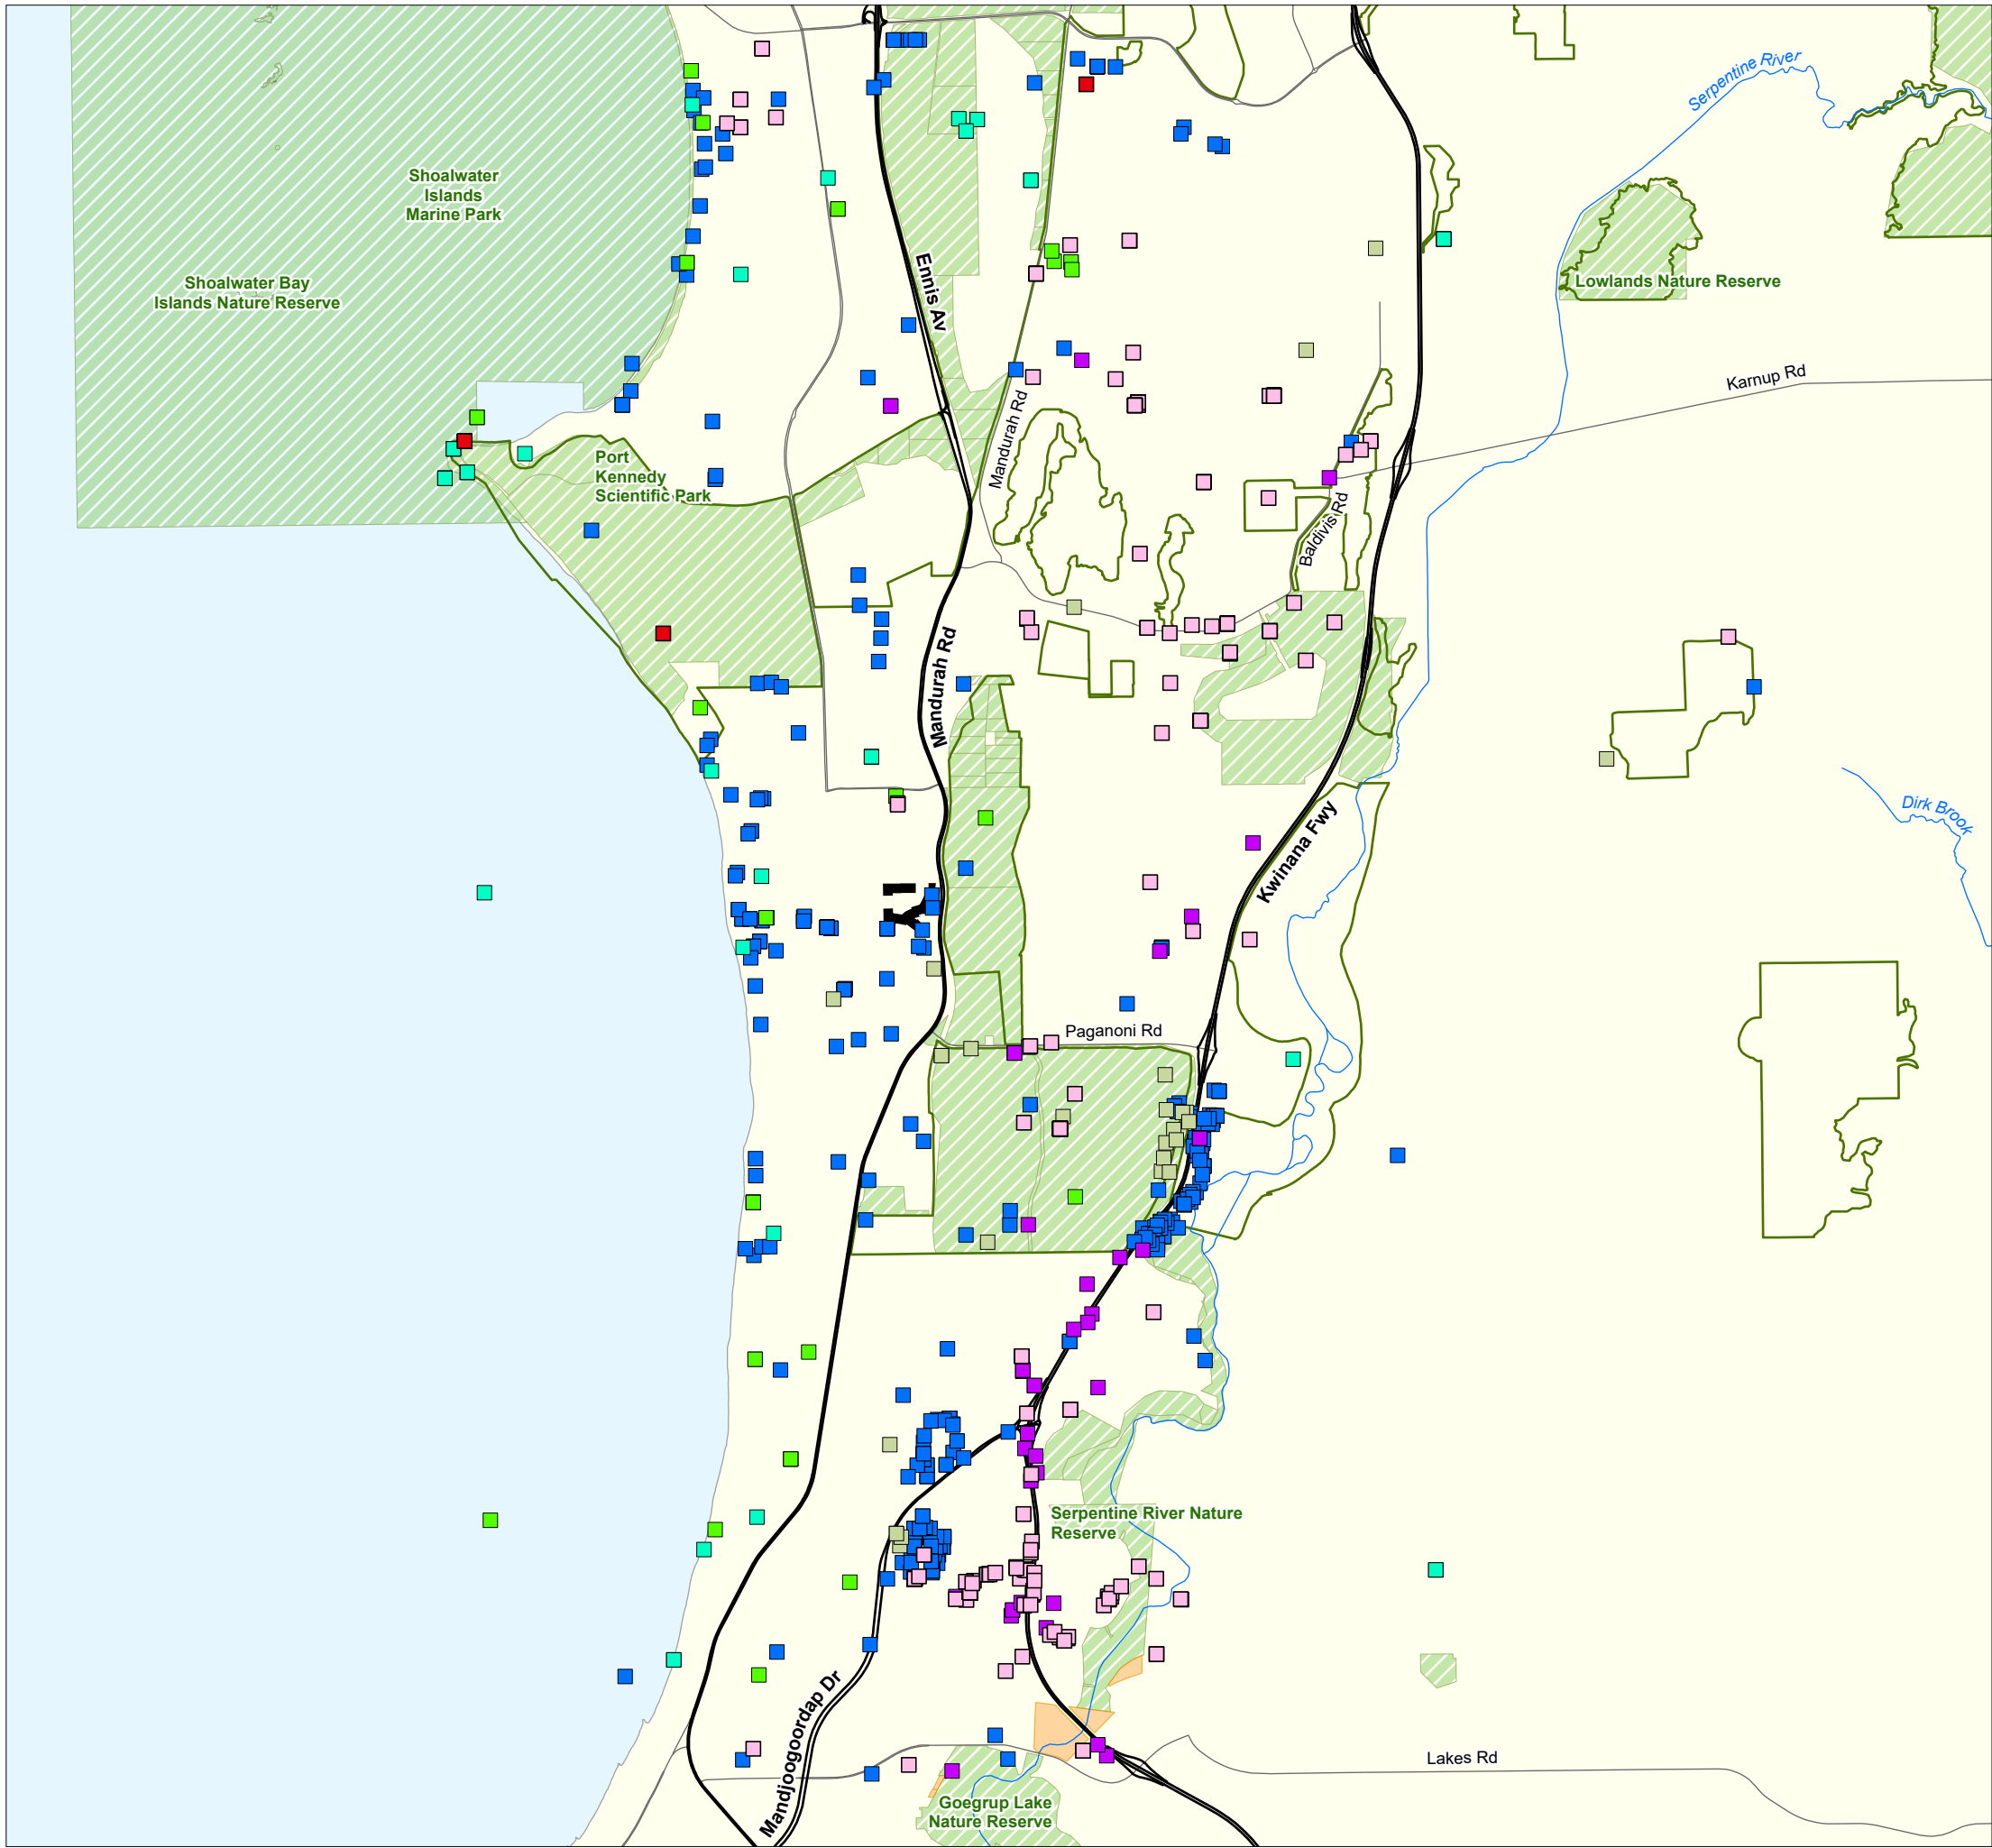 Serpentine River
Shoalwater
Islands
Marine Park
Shoalwater Bay
Islands Nature Reserve
Ennis Av
Lowlands Nature Reserve
Karnup Rd
Mandurah Rd
Port
Kennedy
Scientific Park
Baldivis Rd
Mandurah Rd
Kwinana Fwy
Dirk Brook
Paganoni Rd
Serpentine River Nature
Reserve
Mandjoogoordap Dr
Lakes Rd
Goegrup Lake
Nature Reserve